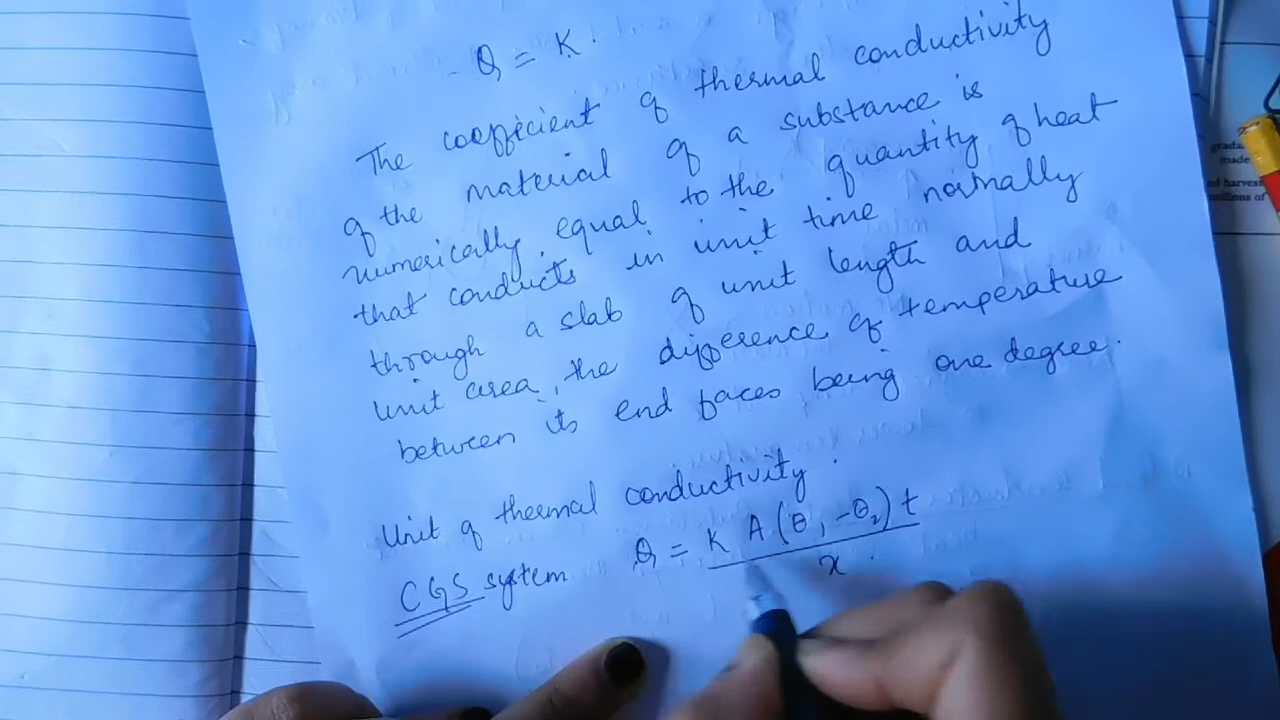 Q = K.
The coefficient of thermal conductivity
of the material of a substance is
numerically equal to the quantity of heat
that conducts in unit time normally
through a slab of unit length and
unit area, the difference of temperature
between its end faces being one degree.
Unit of thermal conductivity.
CGS system Q = K A (θ₁ - θ₂) t / x
made